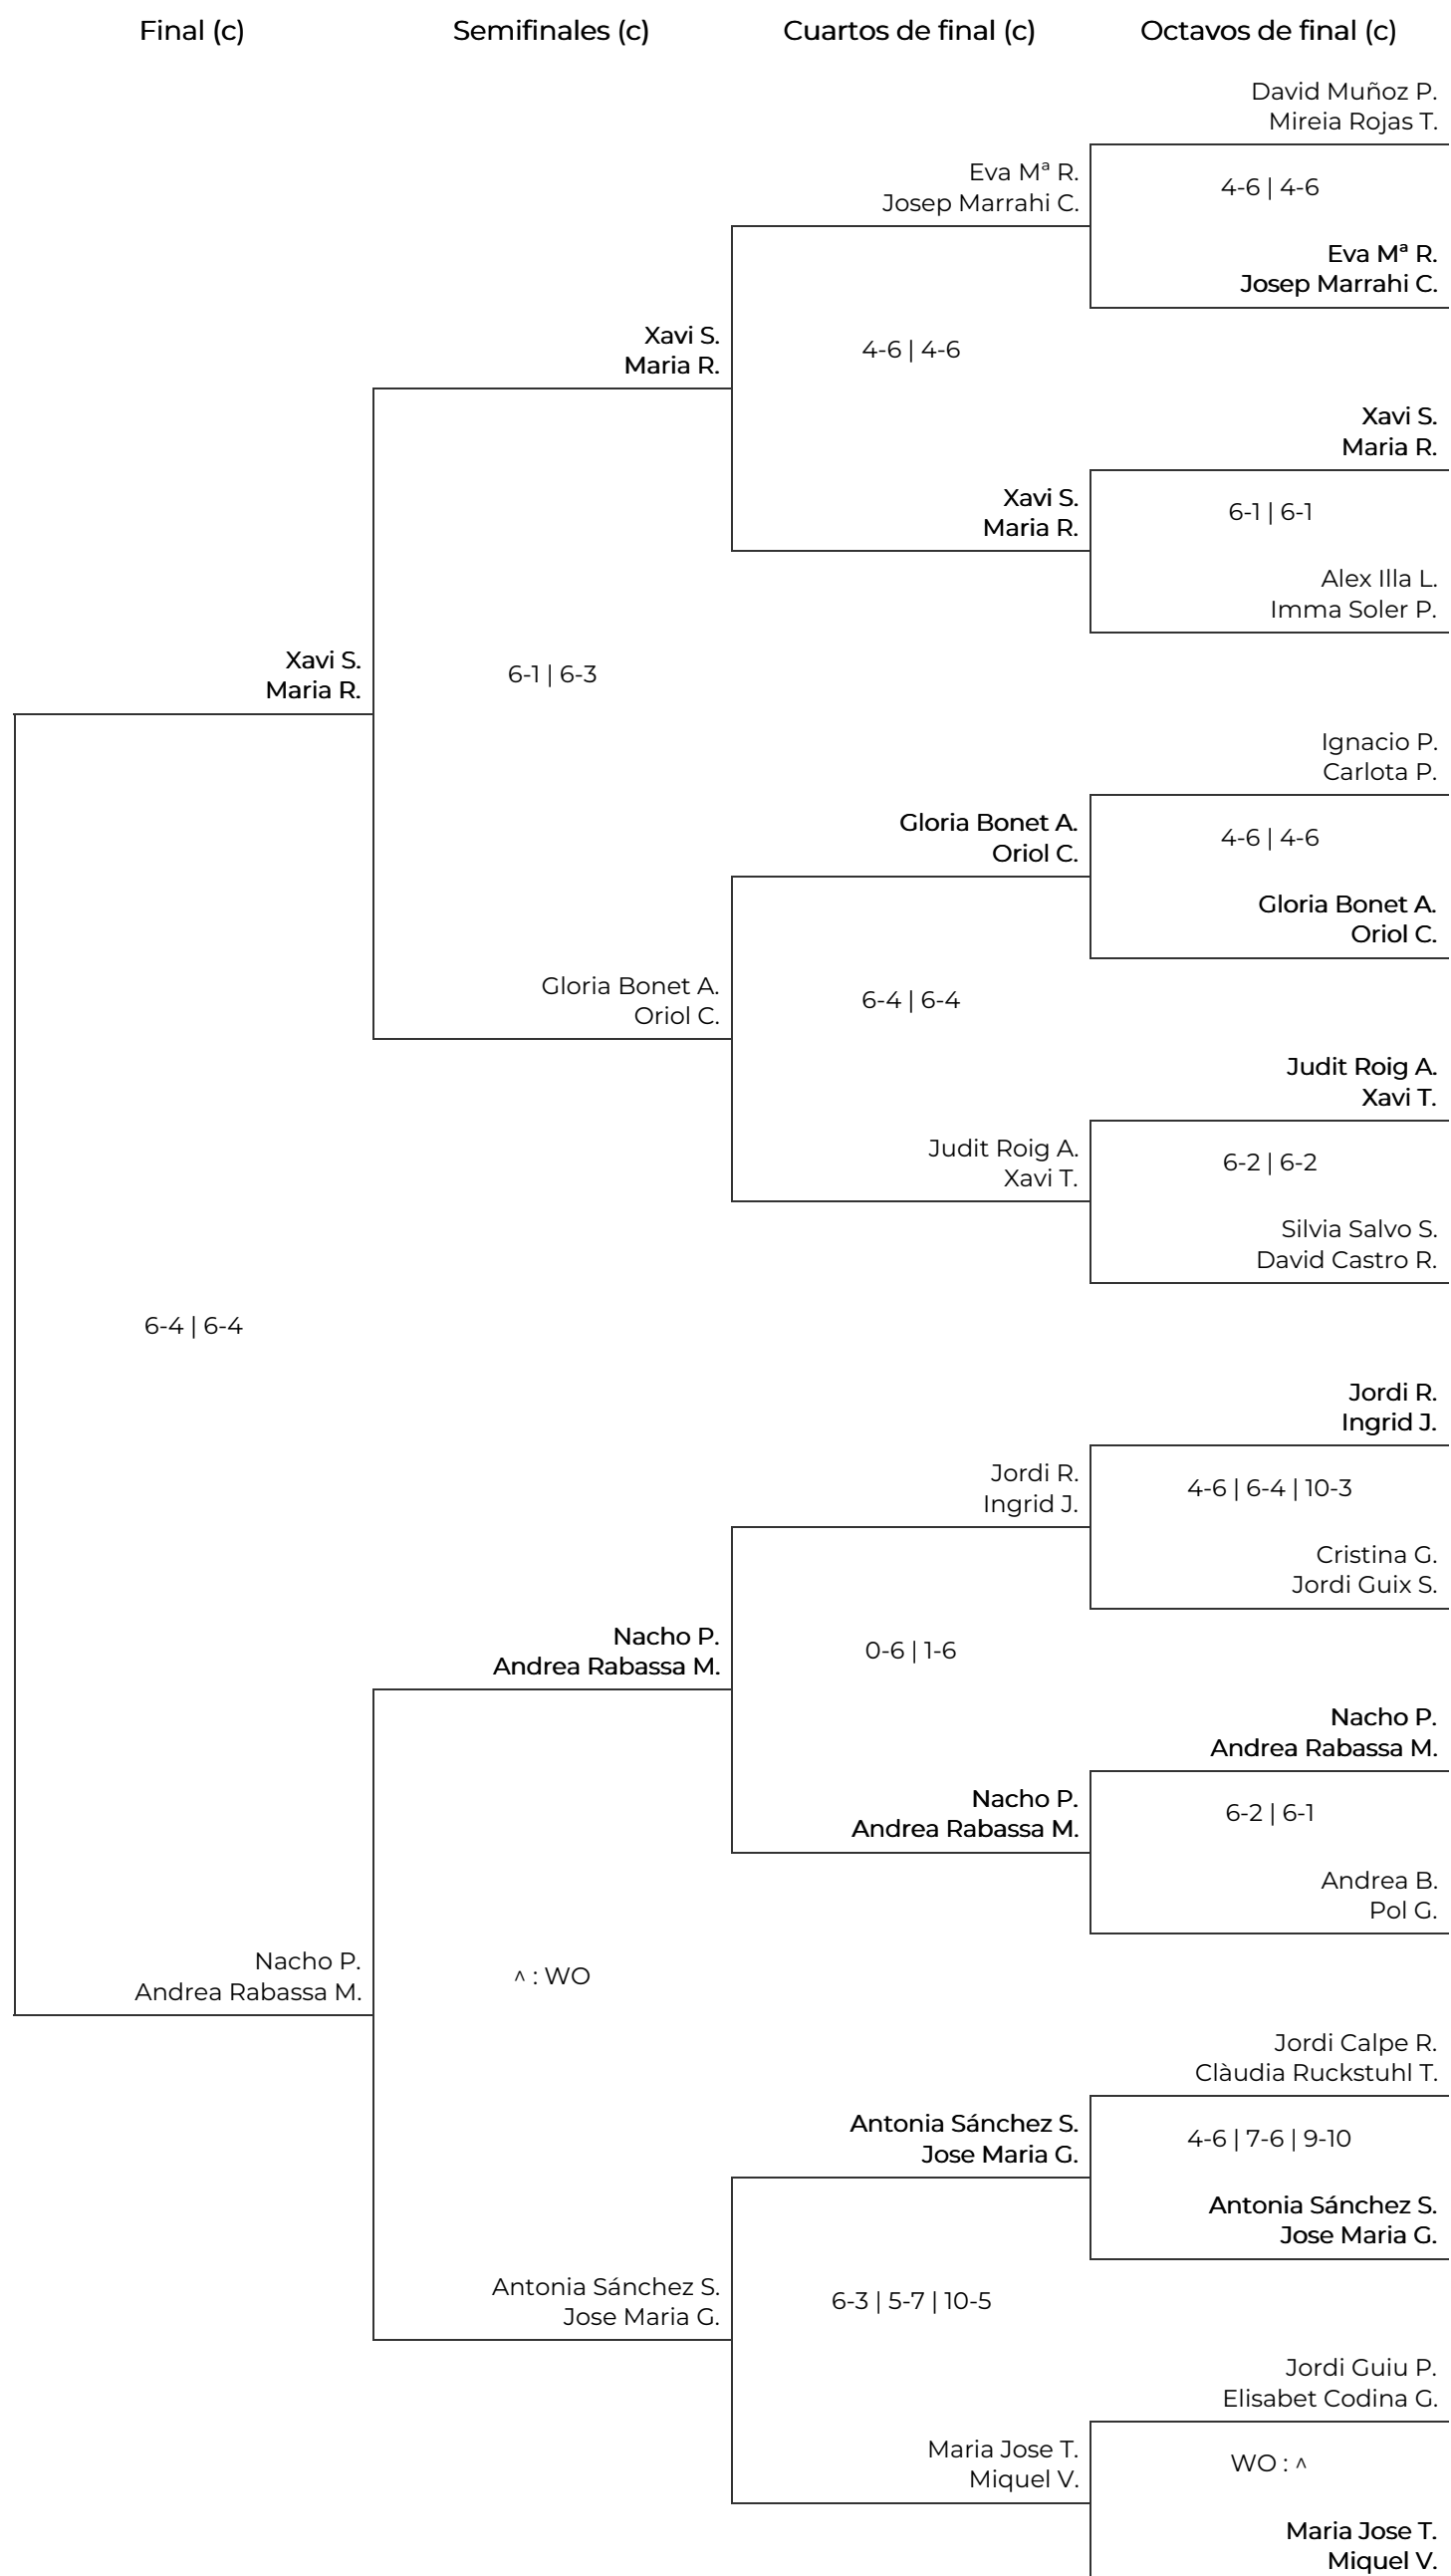 Final (c)
Semifinales (c)
Cuartos de final (c)
Octavos de final (c)
David Muñoz P.
Mireia Rojas T.
Eva Mª R.
Josep Marrahi C.
4-6 | 4-6
Eva Mª R.
Josep Marrahi C.
Xavi S.
Maria R.
4-6 | 4-6
Xavi S.
Maria R.
Xavi S.
Maria R.
6-1 | 6-1
Alex Illa L.
Imma Soler P.
Xavi S.
Maria R.
6-1 | 6-3
Ignacio P.
Carlota P.
Gloria Bonet A.
Oriol C.
4-6 | 4-6
Gloria Bonet A.
Oriol C.
Gloria Bonet A.
Oriol C.
6-4 | 6-4
Judit Roig A.
Xavi T.
Judit Roig A.
Xavi T.
6-2 | 6-2
Silvia Salvo S.
David Castro R.
6-4 | 6-4
Jordi R.
Ingrid J.
Jordi R.
Ingrid J.
4-6 | 6-4 | 10-3
Cristina G.
Jordi Guix S.
Nacho P.
Andrea Rabassa M.
0-6 | 1-6
Nacho P.
Andrea Rabassa M.
Nacho P.
Andrea Rabassa M.
6-2 | 6-1
Andrea B.
Pol G.
Nacho P.
Andrea Rabassa M.
^ : WO
Jordi Calpe R.
Clàudia Ruckstuhl T.
Antonia Sánchez S.
Jose Maria G.
4-6 | 7-6 | 9-10
Antonia Sánchez S.
Jose Maria G.
Antonia Sánchez S.
Jose Maria G.
6-3 | 5-7 | 10-5
Jordi Guiu P.
Elisabet Codina G.
Maria Jose T.
Miquel V.
WO : ^
Maria Jose T.
Miquel V.